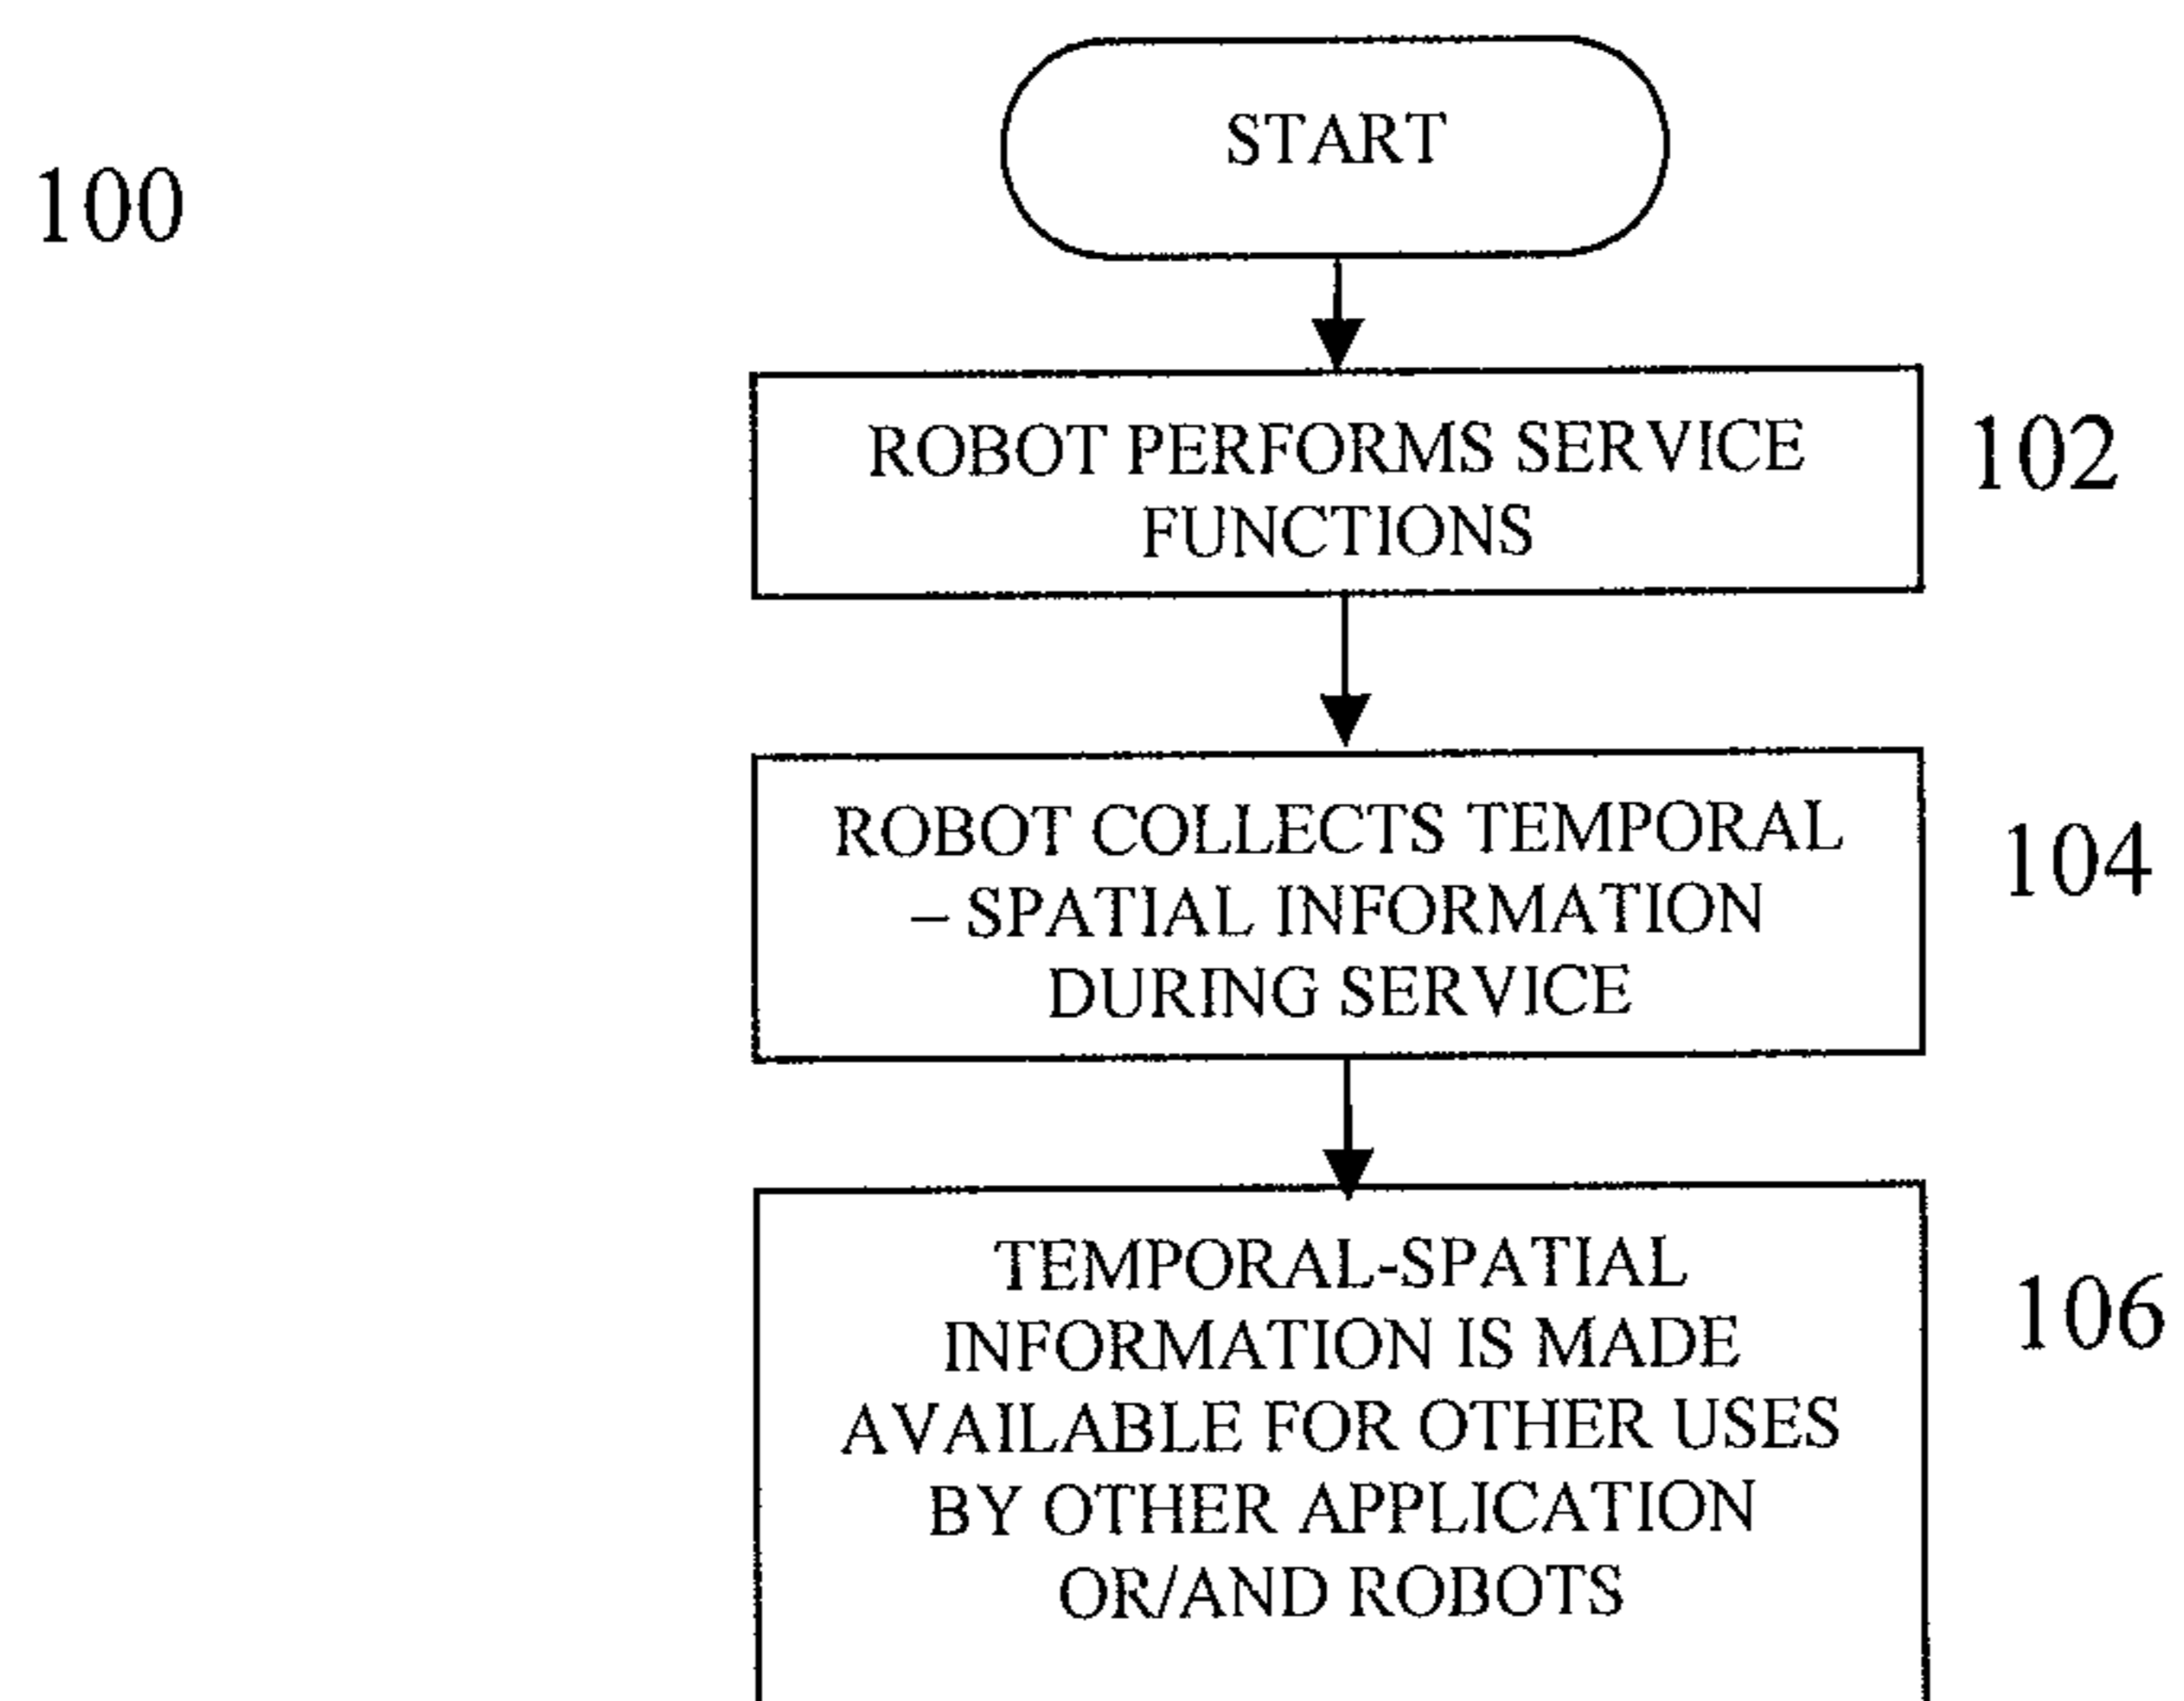 START
100
ROBOT PERFORMS SERVICE
FUNCTIONS
102
ROBOT COLLECTS TEMPORAL
– SPATIAL INFORMATION
DURING SERVICE
104
TEMPORAL-SPATIAL
INFORMATION IS MADE
AVAILABLE FOR OTHER USES
BY OTHER APPLICATION
OR/AND ROBOTS
106